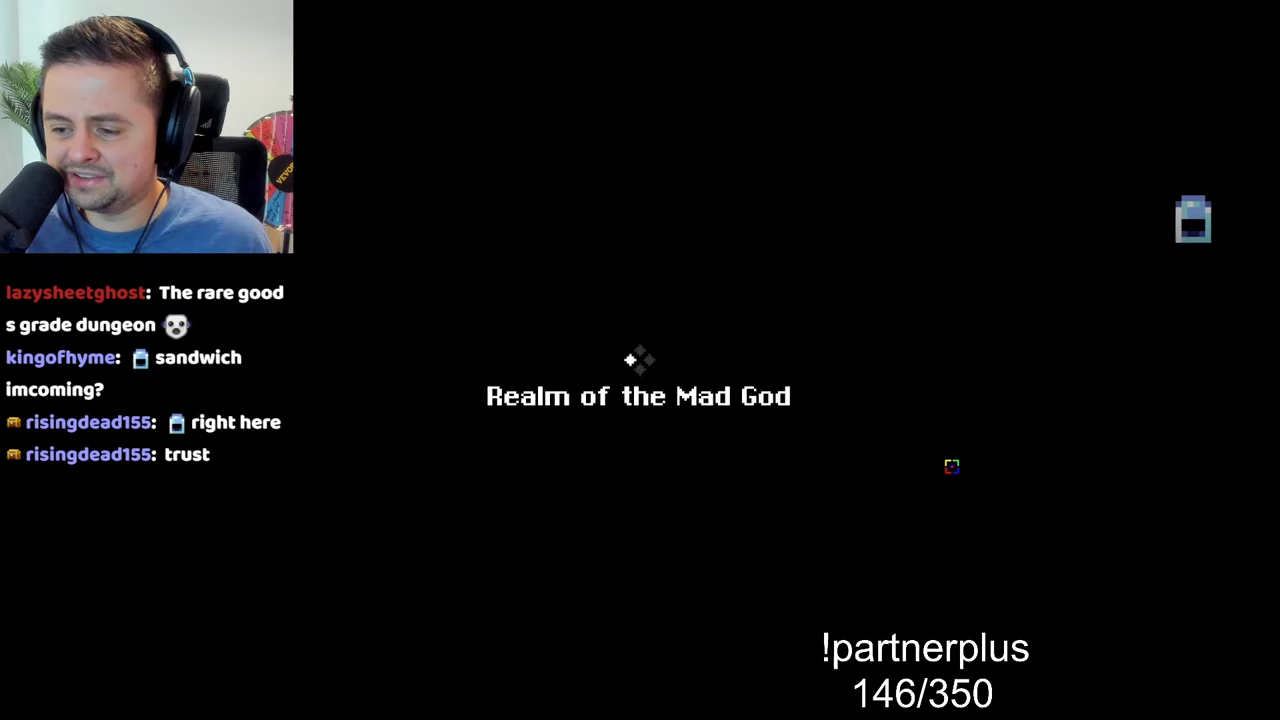 lazysheetghost: The rare good
s grade dungeon
kingofhyme: sandwich
imcoming?
risingdead155: right here
risingdead155: trust
Realm of the Mad God
!partnerplus
146/350